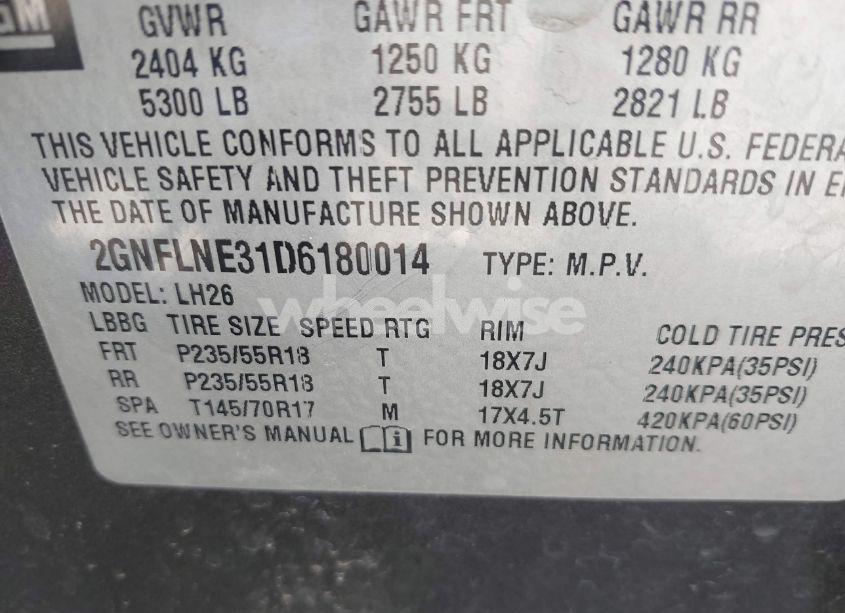 GM
GVWR GAWR FRT GAWR RR
2404 KG 1250 KG 1280 KG
5300 LB 2755 LB 2821 LB
THIS VEHICLE CONFORMS TO ALL APPLICABLE U.S. FEDERA
VEHICLE SAFETY AND THEFT PREVENTION STANDARDS IN E
THE DATE OF MANUFACTURE SHOWN ABOVE.
2GNFLNE31D6180014 TYPE: M.P.V.
MODEL: LH26
wheelwise
LBBG TIRE SIZE SPEED RTG RIM COLD TIRE PRES
FRT P235/55R18 T 18X7J 240KPA(35PSI)
RR P235/55R18 T 18X7J 240KPA(35PSI)
SPA T145/70R17 M 17X4.5T 420KPA(60PSI)
SEE OWNER'S MANUAL i FOR MORE INFORMATION.